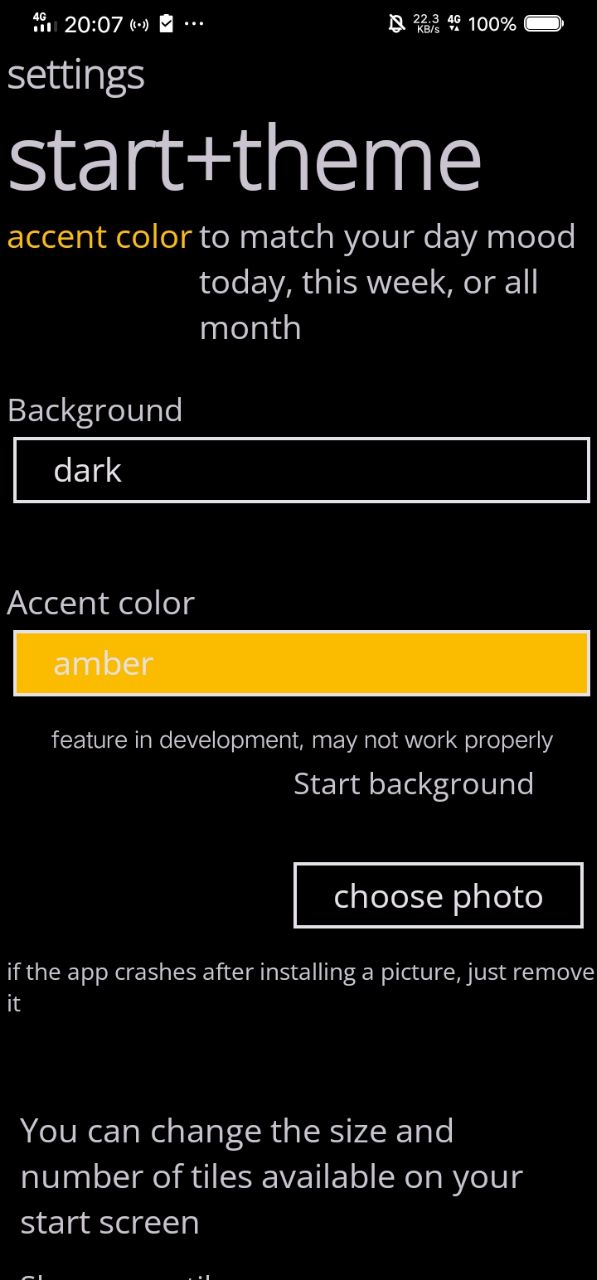 4G 20:07 ... 22.3 KB/s 4G 100%
settings
start+theme
accent color to match your day mood
today, this week, or all
month
Background
dark
Accent color
amber
feature in development, may not work properly
Start background
choose photo
if the app crashes after installing a picture, just remove
it
You can change the size and
number of tiles available on your
start screen